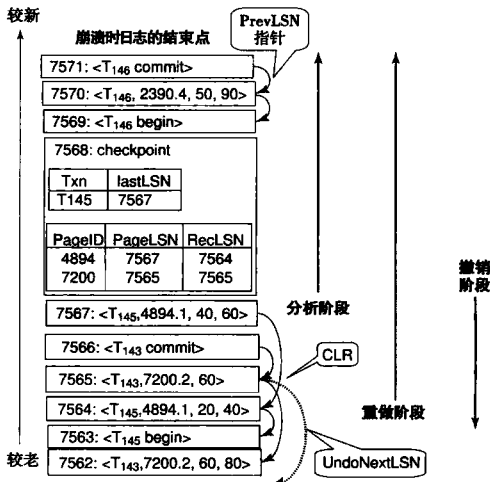 较新
崩溃时日志的结束点
PrevLSN
指针
7571: <T146 commit>
7570: <T146, 2390.4, 50, 90>
7569: <T146 begin>
7568: checkpoint
Txn lastLSN
T145 7567
PageID PageLSN RecLSN
4894 7567 7564
7200 7565 7565
7567: <T145,4894.1, 40, 60>
分析阶段
撤销
阶段
7566: <T143 commit>
CLR
7565: <T143,7200.2, 60>
7564: <T145,4894.1, 20, 40>
重做阶段
7563: <T145 begin>
较老
7562: <T143,7200.2, 60, 80>
UndoNextLSN